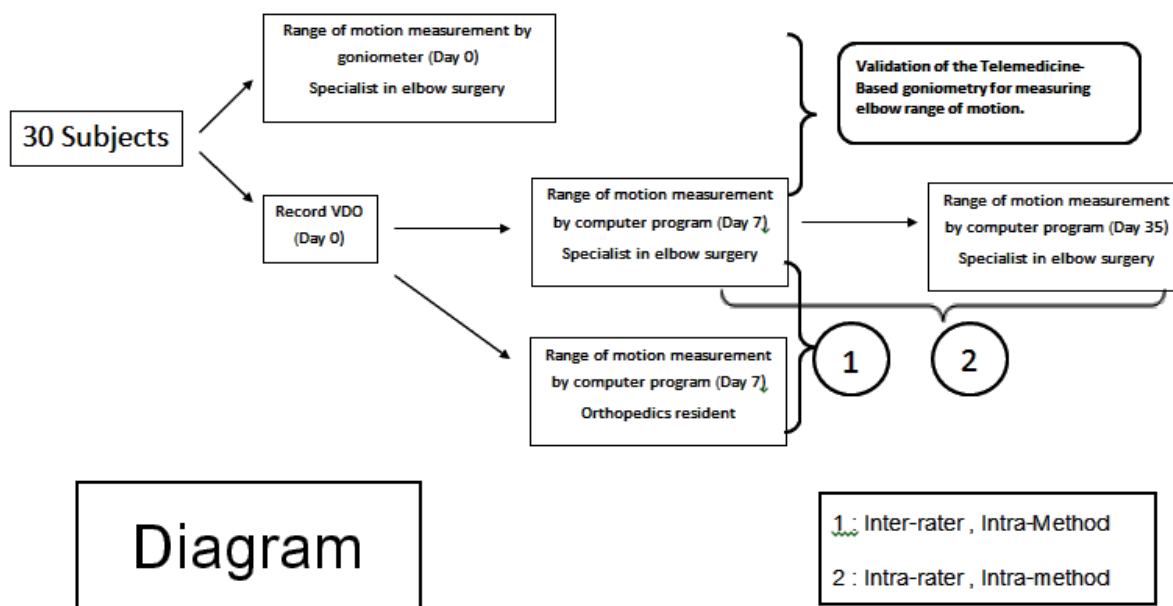 Range of motion measurement by
goniometer (Day 0)
Specialist in elbow surgery
Validation of the Telemedicine-
Based goniometry for measuring
elbow range of motion.
30 Subjects
Record VDO
(Day 0)
Range of motion measurement
by computer program (Day 7)
Specialist in elbow surgery
Range of motion measurement
by computer program (Day 35)
Specialist in elbow surgery
Range of motion measurement
by computer program (Day 7)
Orthopedics resident
1
2
Diagram
1 : Inter-rater , Intra-Method
2 : Intra-rater , Intra-method